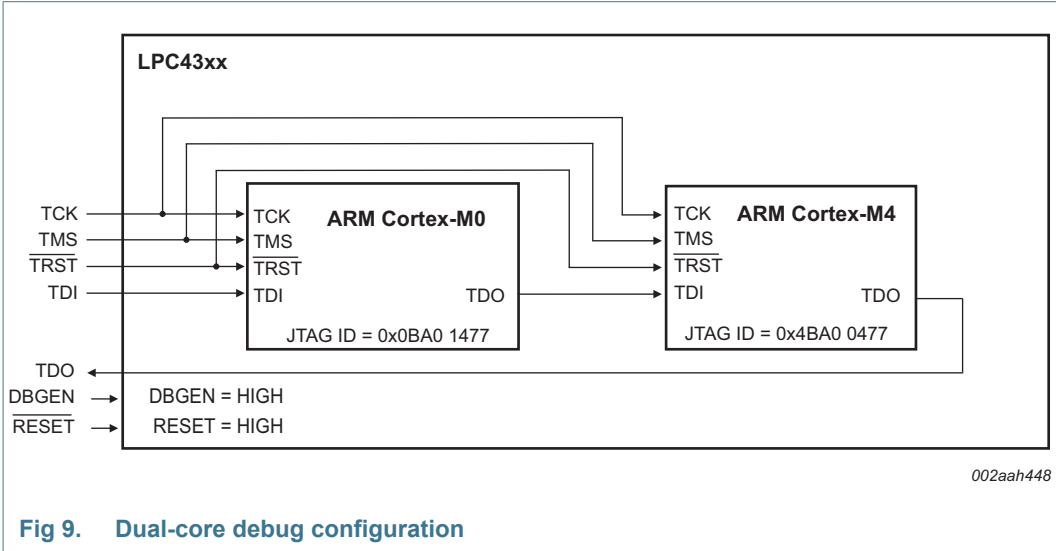 LPC43xx
TCK
TMS
TRST
TDI
TDO
DBGEN
RESET
TCK
TMS
TRST
TDI
ARM Cortex-M0
TDO
JTAG ID = 0x0BA0 1477
TCK
TMS
TRST
TDI
ARM Cortex-M4
TDO
JTAG ID = 0x4BA0 0477
DBGEN = HIGH
RESET = HIGH
002aah448
Fig 9. Dual-core debug configuration